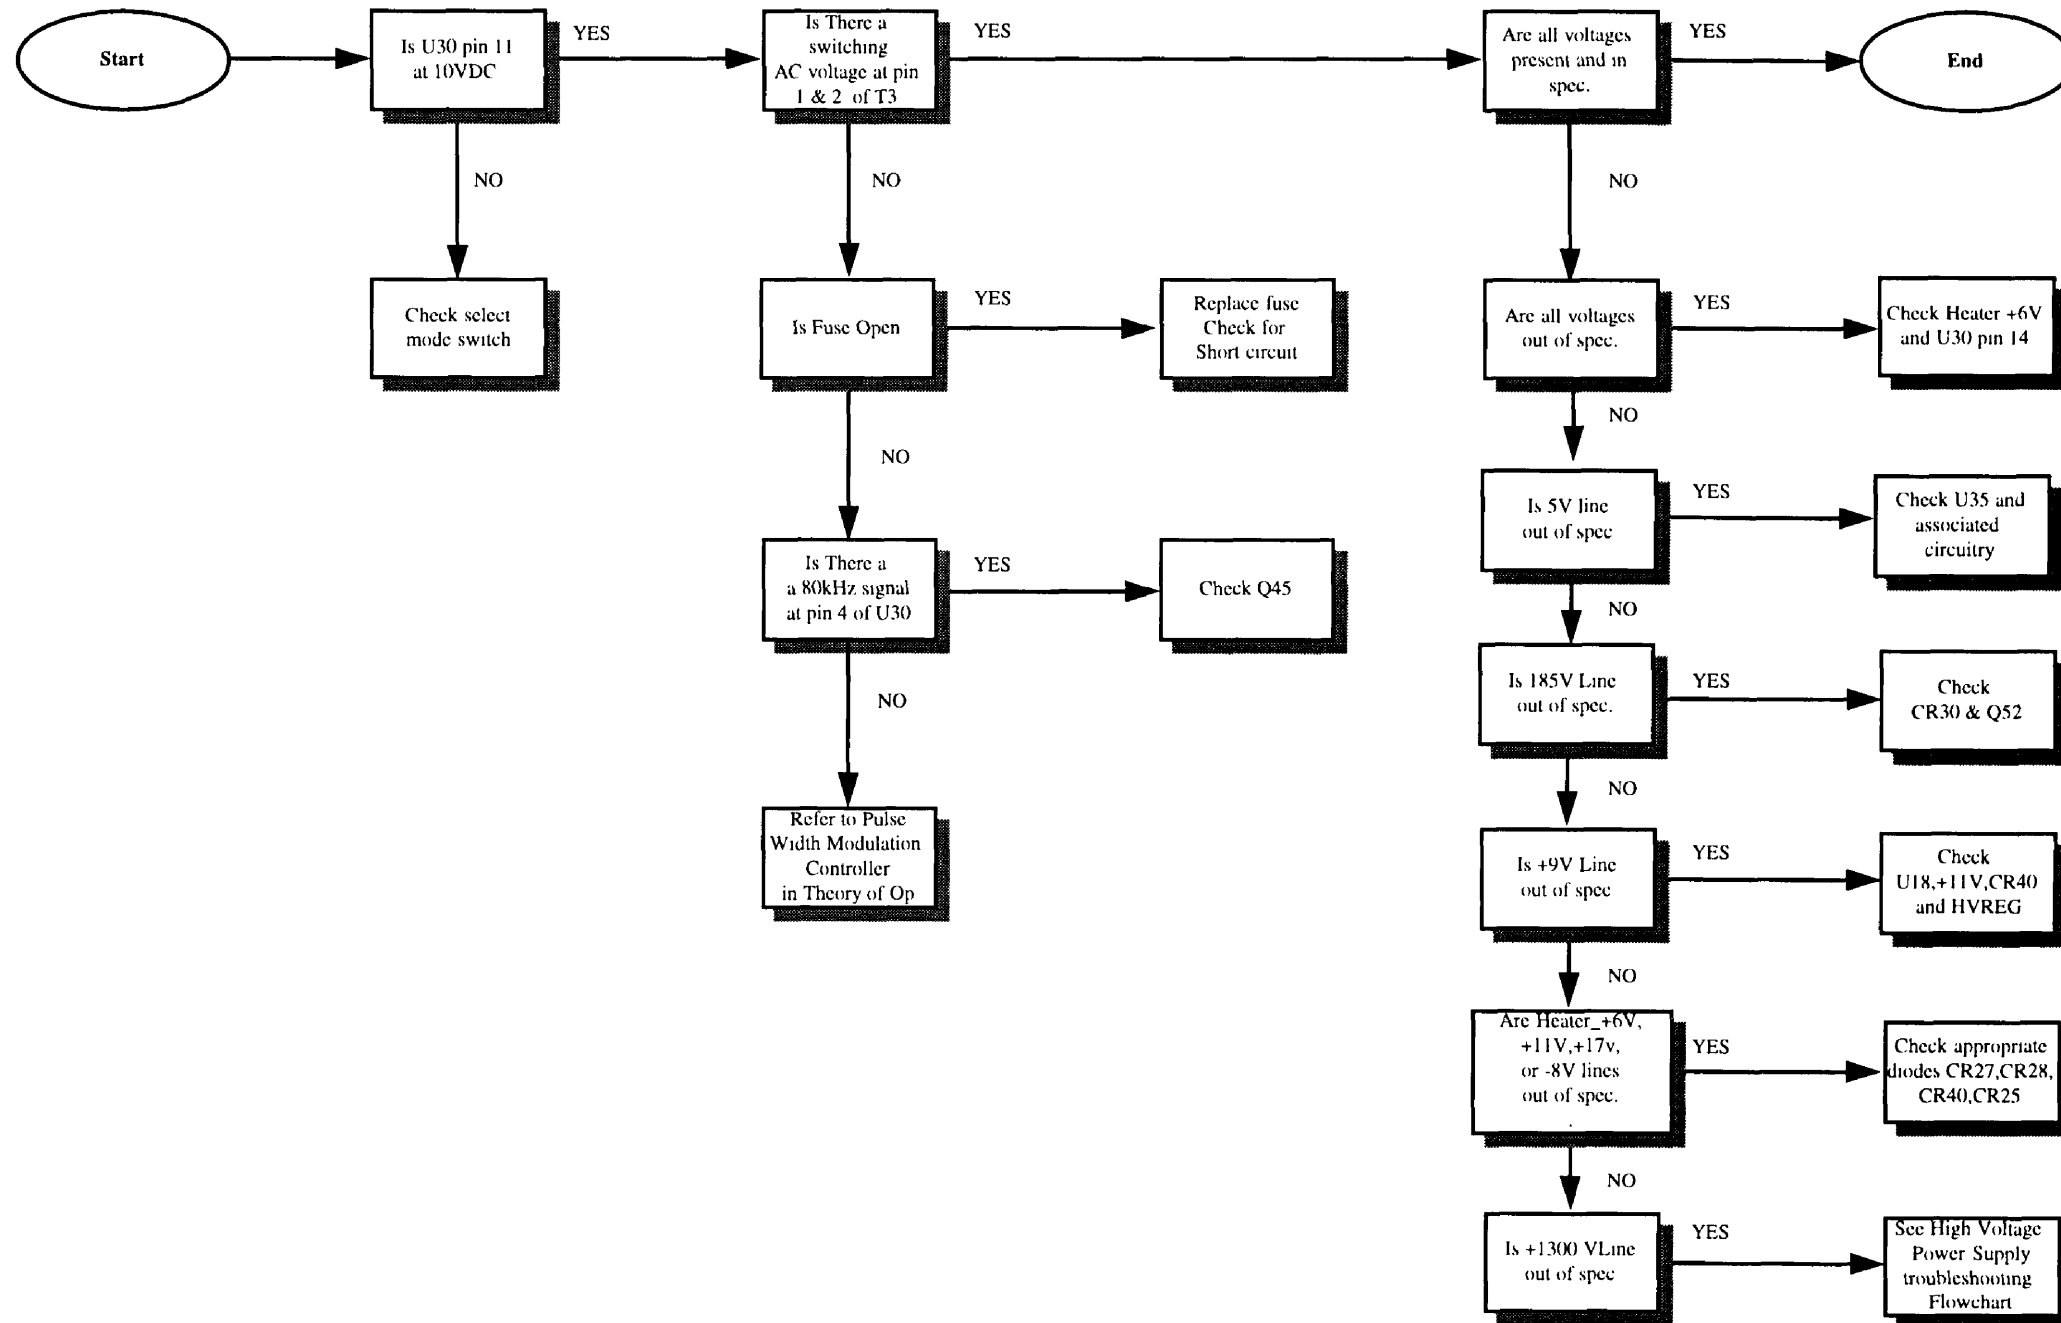 Start
Is U30 pin 11
at 10VDC
YES
Is There a
switching
AC voltage at pin
1 & 2 of T3
YES
Are all voltages
present and in
spec.
YES
End
NO
NO
NO
Check select
mode switch
Is Fuse Open
YES
Replace fuse
Check for
Short circuit
Are all voltages
out of spec.
YES
Check Heater +6V
and U30 pin 14
NO
NO
Is 5V line
out of spec
YES
Check U35 and
associated
circuitry
Is There a
a 80kHz signal
at pin 4 of U30
YES
Check Q45
NO
NO
Is 185V Line
out of spec.
YES
Check
CR30 & Q52
NO
Refer to Pulse
Width Modulation
Controller
in Theory of Op
Is +9V Line
out of spec
YES
Check
U18,+11V,CR40
and HVREG
NO
Are Heater_+6V,
+11V,+17v,
or -8V lines
out of spec.
.
YES
Check appropriate
diodes CR27,CR28,
CR40,CR25
NO
Is +1300 VLine
out of spec
YES
See High Voltage
Power Supply
troubleshooting
Flowchart